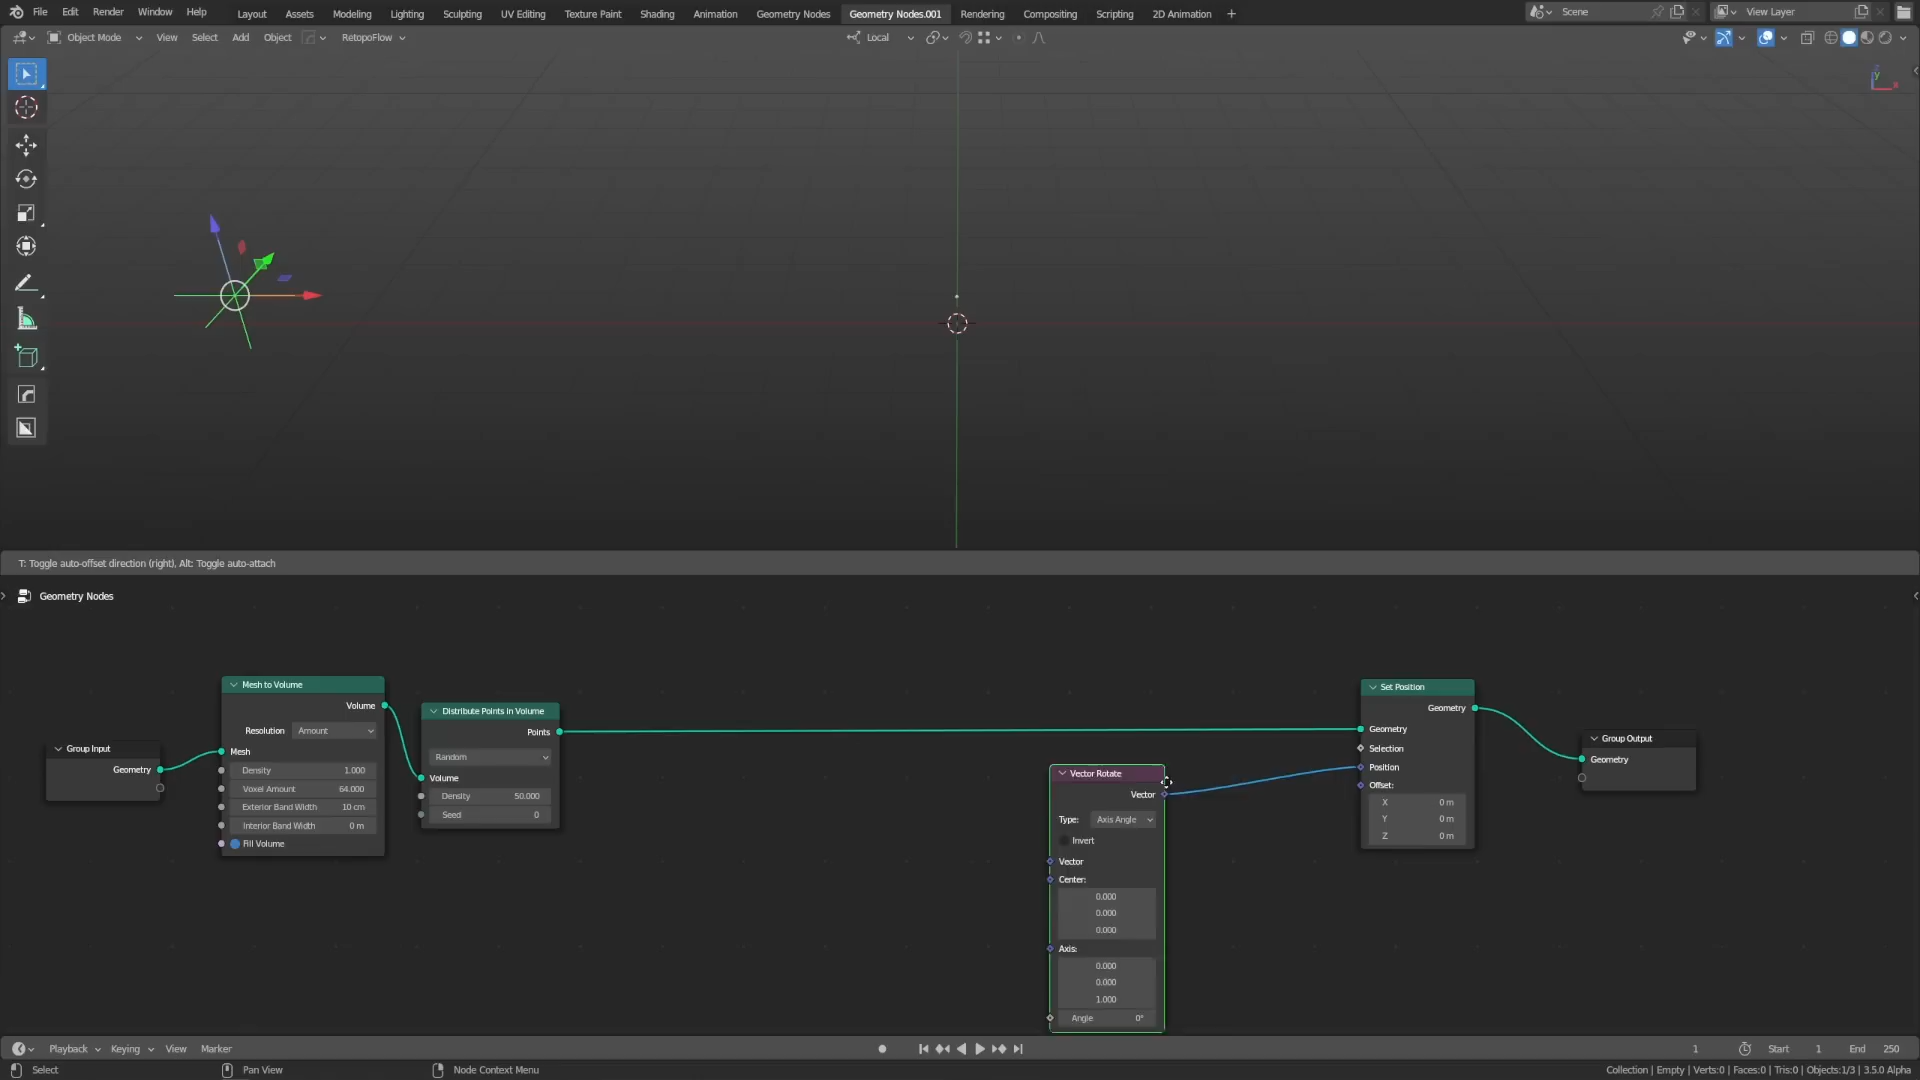 File Edit Render Window Help Layout Assets Modeling Lighting Sculpting UV Editing Texture Paint Shading Animation Geometry Nodes Geometry Nodes.001 Rendering Compositing Scripting 2D Animation + Scene View Layer
Object Mode View Select Add Object RetopoFlow Local
Y
X
T: Toggle auto-offset direction (right), Alt: Toggle auto-attach
Geometry Nodes
Group Input
Geometry
Mesh to Volume
Volume
Resolution Amount
Mesh
Density 1.000
Voxel Amount 64.000
Exterior Band Width 10 cm
Interior Band Width 0 m
Fill Volume
Distribute Points in Volume
Points
Random
Volume
Density 50.000
Seed 0
Vector Rotate
Vector
Type: Axis Angle
Invert
Vector
Center:
0.000
0.000
0.000
Axis:
0.000
0.000
1.000
Angle 0°
Set Position
Geometry
Geometry
Selection
Position
Offset:
X 0 m
Y 0 m
Z 0 m
Group Output
Geometry
Playback Keying View Marker 1 Start 1 End 250
Select Pan View Node Context Menu Collection | Empty | Verts:0 | Faces:0 | Tris:0 | Objects:1/3 | 3.5.0 Alpha